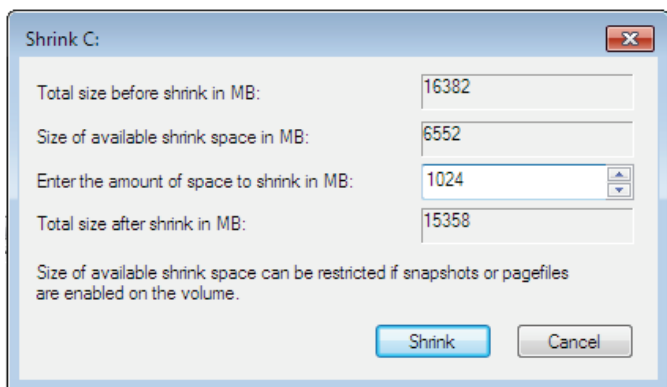 Shrink C:
Total size before shrink in MB: 16382
Size of available shrink space in MB: 6552
Enter the amount of space to shrink in MB: 1024
Total size after shrink in MB: 15358
Size of available shrink space can be restricted if snapshots or pagefiles
are enabled on the volume.
Shrink Cancel